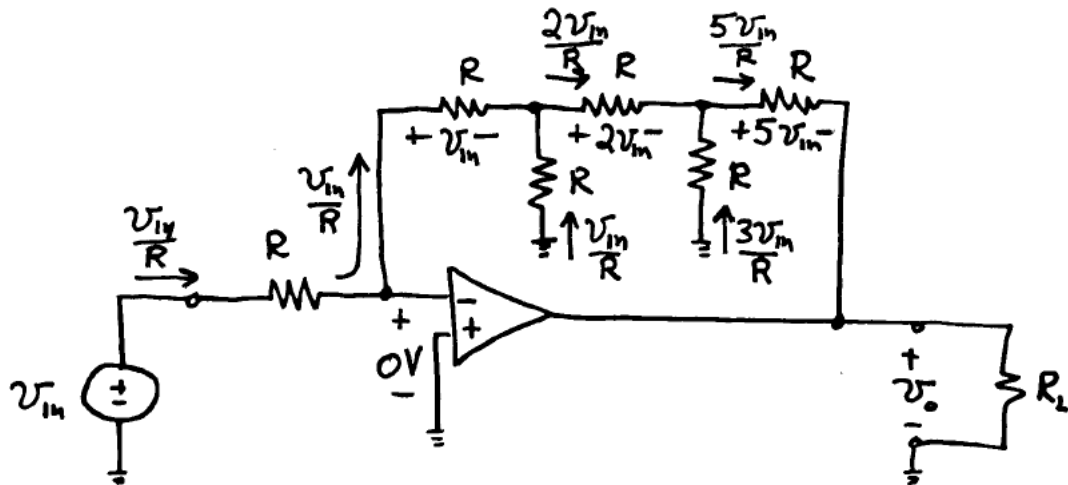 2v_in/R
5v_in/R
R
R
R
+ v_in −
+ 2v_in −
+ 5v_in −
v_in/R
R
R
v_in/R
R
v_in/R
3v_in/R
−
+
+
0V
−
+
−
v_in
+
v_o
−
R_L